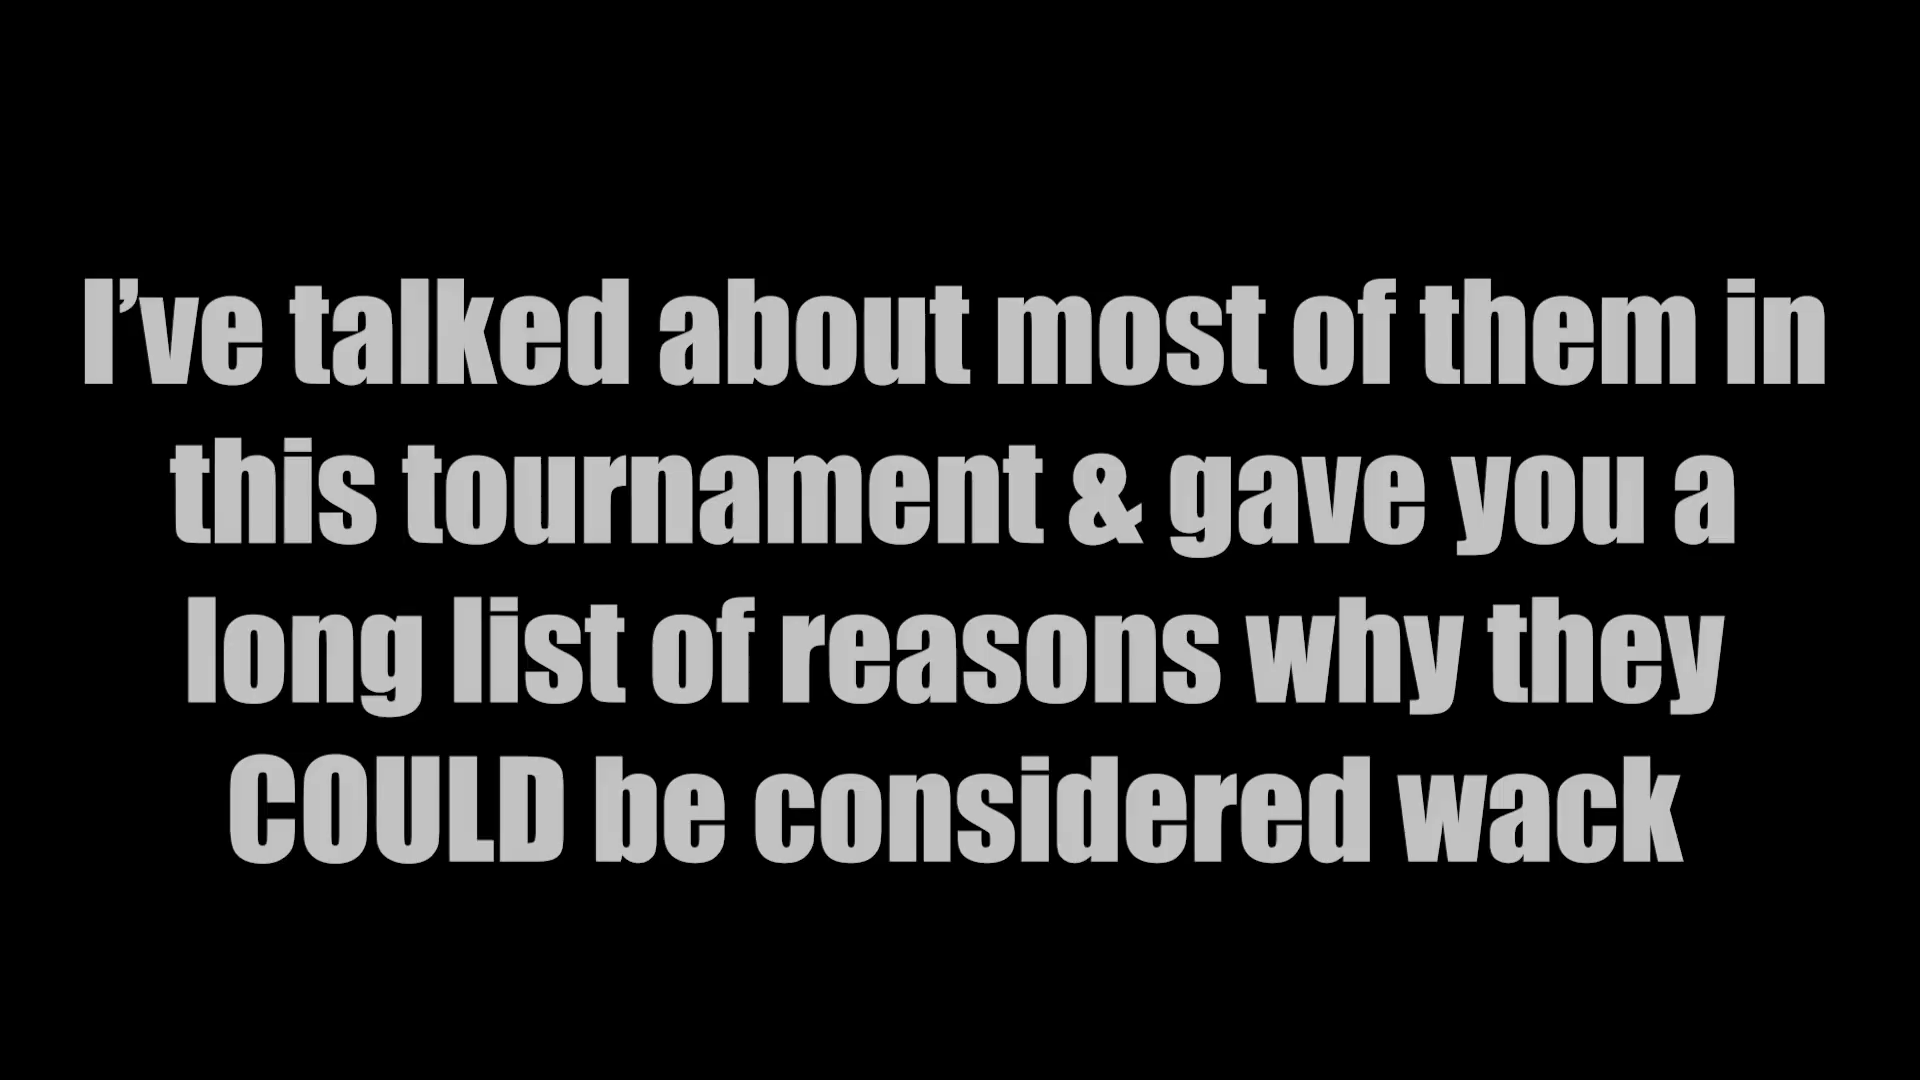 I’ve talked about most of them in
this tournament & gave you a
long list of reasons why they
COULD be considered wack